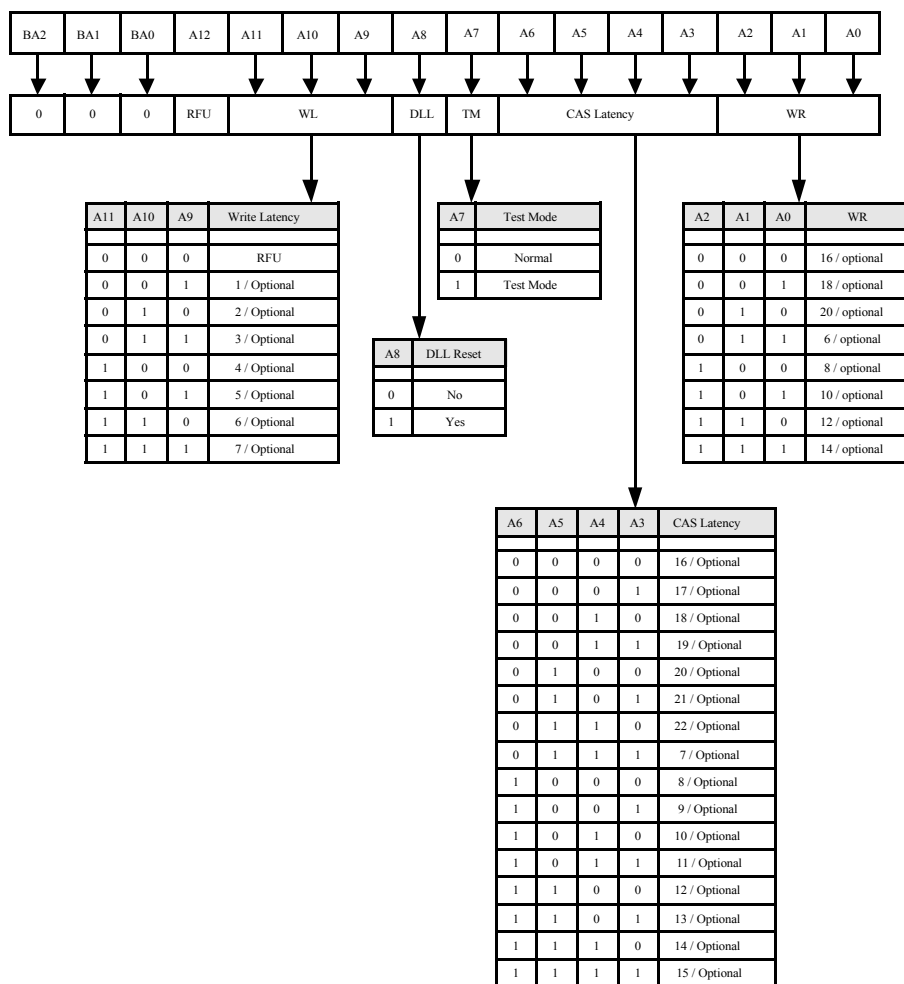 BA2 BA1 BA0 A12 A11 A10 A9 A8 A7 A6 A5 A4 A3 A2 A1 A0
0 0 0 RFU WL DLL TM CAS Latency WR
A11 A10 A9 Write Latency
0 0 0 RFU
0 0 1 1 / Optional
0 1 0 2 / Optional
0 1 1 3 / Optional
1 0 0 4 / Optional
1 0 1 5 / Optional
1 1 0 6 / Optional
1 1 1 7 / Optional
A8 DLL Reset
0 No
1 Yes
A7 Test Mode
0 Normal
1 Test Mode
A2 A1 A0 WR
0 0 0 16 / optional
0 0 1 18 / optional
0 1 0 20 / optional
0 1 1 6 / optional
1 0 0 8 / optional
1 0 1 10 / optional
1 1 0 12 / optional
1 1 1 14 / optional
A6 A5 A4 A3 CAS Latency
0 0 0 0 16 / Optional
0 0 0 1 17 / Optional
0 0 1 0 18 / Optional
0 0 1 1 19 / Optional
0 1 0 0 20 / Optional
0 1 0 1 21 / Optional
0 1 1 0 22 / Optional
0 1 1 1 7 / Optional
1 0 0 0 8 / Optional
1 0 0 1 9 / Optional
1 0 1 0 10 / Optional
1 0 1 1 11 / Optional
1 1 0 0 12 / Optional
1 1 0 1 13 / Optional
1 1 1 0 14 / Optional
1 1 1 1 15 / Optional